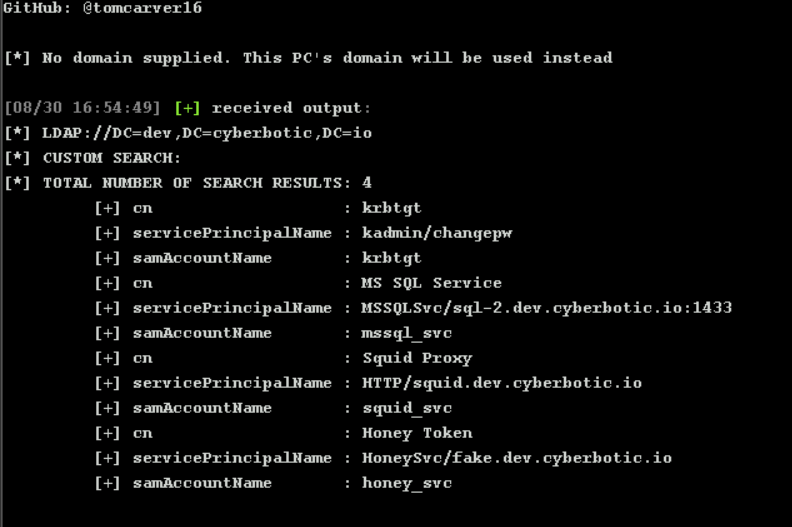 GitHub: @tomcarver16
[*] No domain supplied. This PC's domain will be used instead
[08/30 16:54:49] [+] received output:
[*] LDAP://DC=dev,DC=cyberbotic,DC=io
[*] CUSTOM SEARCH:
[*] TOTAL NUMBER OF SEARCH RESULTS: 4
[+] cn : krbtgt
[+] servicePrincipalName : kadmin/changepw
[+] samAccountName : krbtgt
[+] cn : MS SQL Service
[+] servicePrincipalName : MSSQLSvc/sql-2.dev.cyberbotic.io:1433
[+] samAccountName : mssql_svc
[+] cn : Squid Proxy
[+] servicePrincipalName : HTTP/squid.dev.cyberbotic.io
[+] samAccountName : squid_svc
[+] cn : Honey Token
[+] servicePrincipalName : HoneySvc/fake.dev.cyberbotic.io
[+] samAccountName : honey_svc